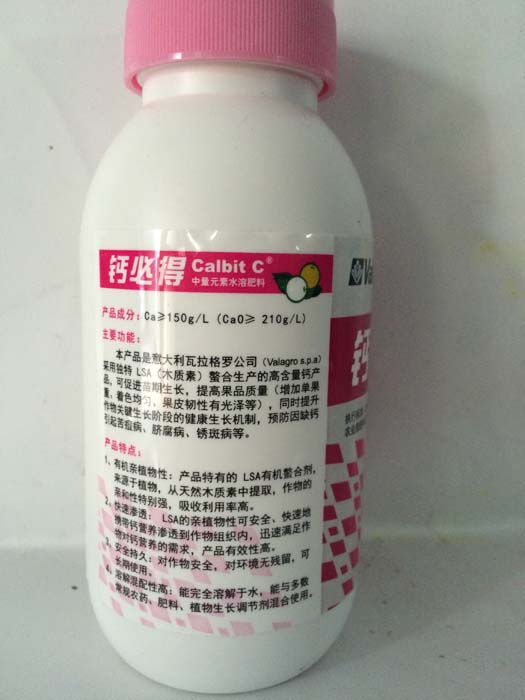 钙必得 Calbit C®
中量元素水溶肥料
产品成分: Ca≥150g/L (CaO≥ 210g/L)
主要功能:
本产品是意大利瓦拉格罗公司 (Valagro s.p.a)
采用独特 LSA (木质素) 螯合生产的高含量钙产
品, 可促进苗期生长, 提高果品质量 (增加单果
重, 着色均匀, 果皮韧性有光泽等), 同时提升
作物关键生长阶段的健康生长机制, 预防因缺钙
引起苦痘病、脐腐病、锈斑病等。
产品特点:
1、有机亲植物性: 产品特有的 LSA有机螯合剂,
来源于植物, 从天然木质素中提取, 作物的
亲和性特别强, 吸收利用率高。
2、快速渗透: LSA的亲植物性可安全、快速地
携带钙营养渗透到作物组织内, 迅速满足作
物对钙营养的需求, 产品有效性高。
3、安全持久: 对作物安全, 对环境无残留, 可
长期使用。
4、溶解混配性高: 能完全溶解于水, 能与多数
常规农药、肥料、植物生长调节剂混合使用。
Va
钙